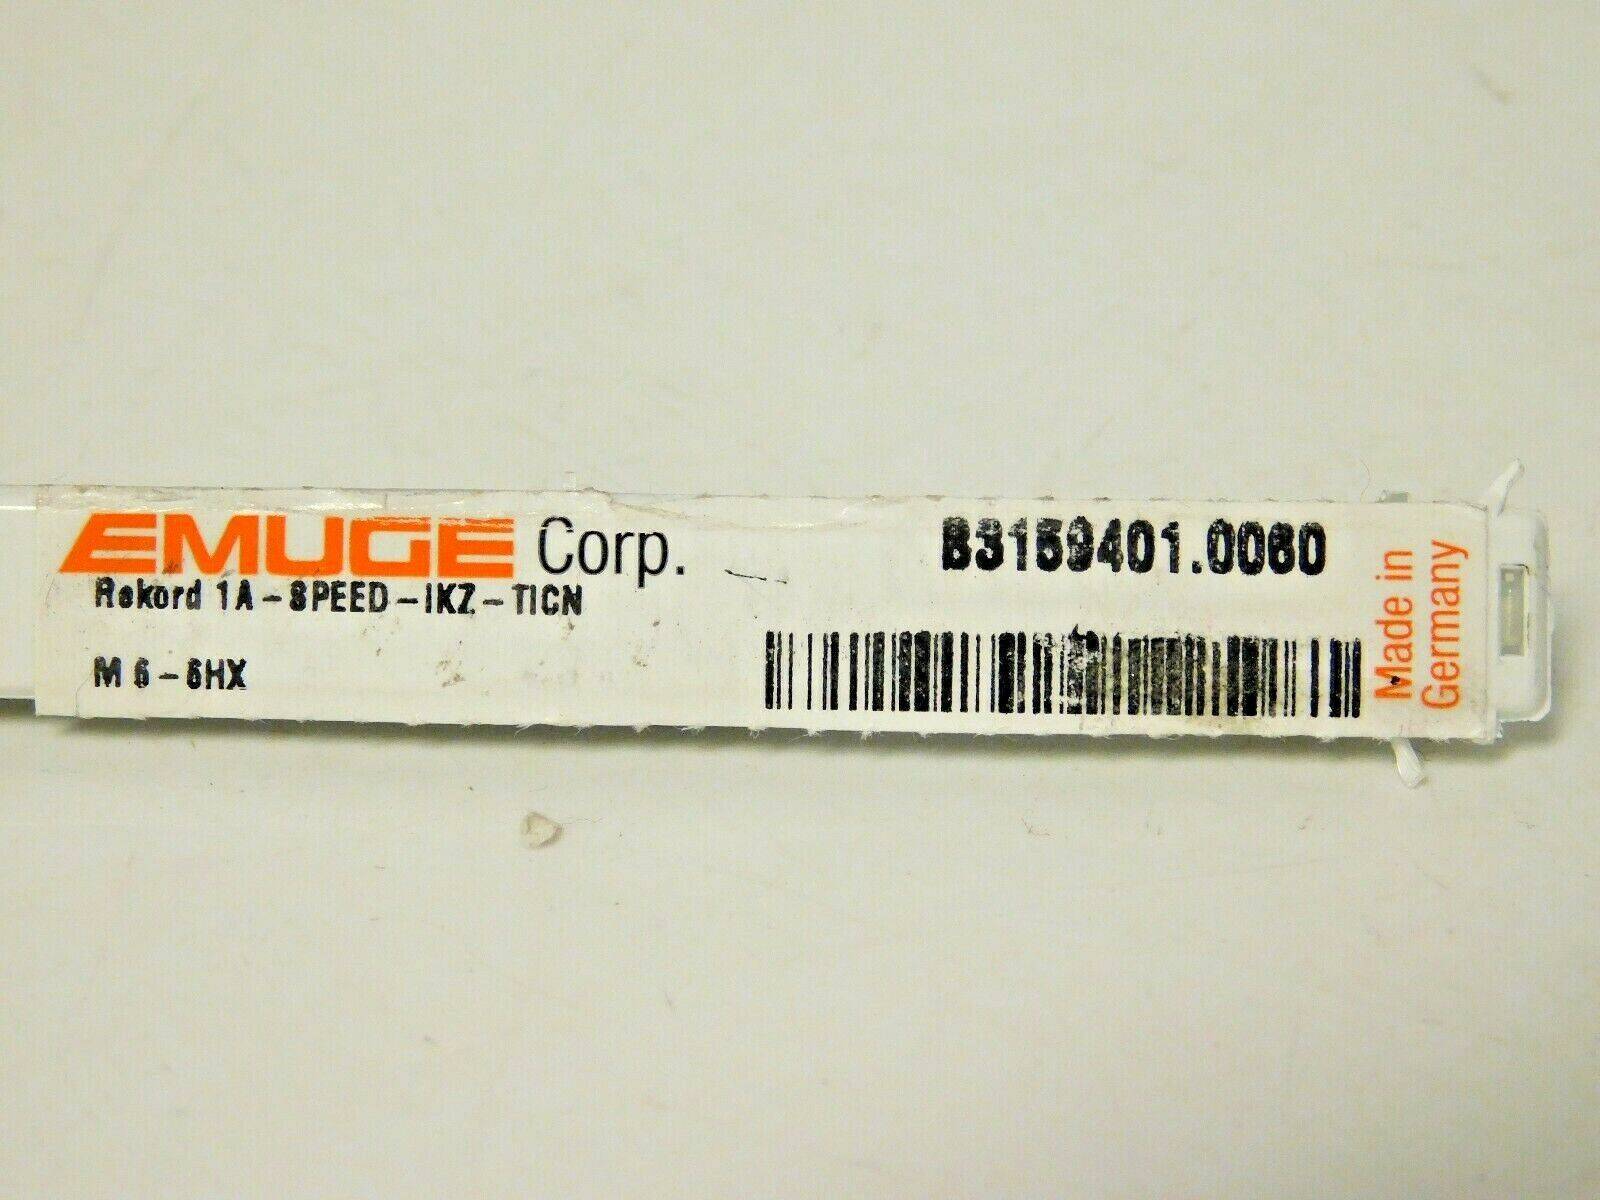 EMUGE Corp.
B3159401.0060
Rekord 1A-SPEED-IKZ-TICN
M 6-6HX
Made in
Germany